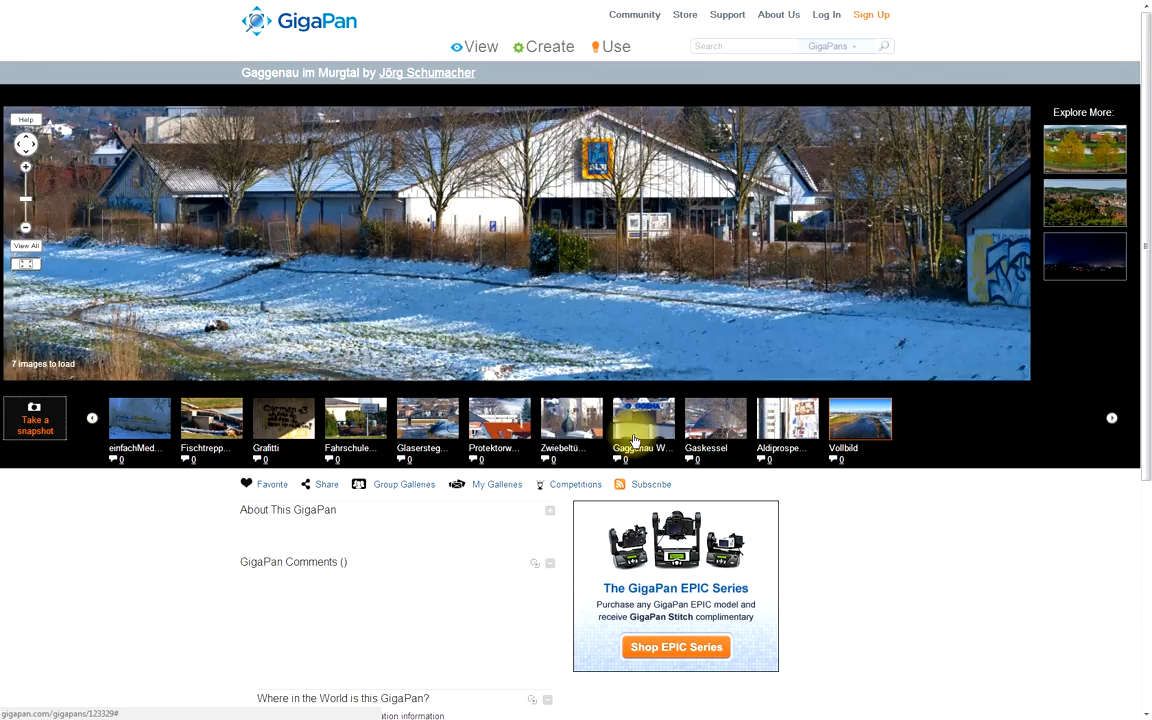 GigaPan
Community Store Support About Us Log In Sign Up
View Create Use
Search GigaPans
Gaggenau im Murgtal by Jörg Schumacher
Help
Explore More:
View All
7 images to load
Take a
snapshot
einfachMed... Fischtrepp... Grafitti Fahrschule... Glasersteg... Protektorw... Zwiebeltü... Gaggenau W... Gaskessel Aldiprospe... Vollbild
0 0 0 0 0 0 0 0 0 0 0
Favorite Share Group Galleries My Galleries Competitions Subscribe
About This GigaPan
GigaPan Comments ()
The GigaPan EPIC Series
Purchase any GigaPan EPIC model and
receive GigaPan Stitch complimentary
Shop EPIC Series
Where in the World is this GigaPan?
gigapan.com/gigapans/123329#
ation information.